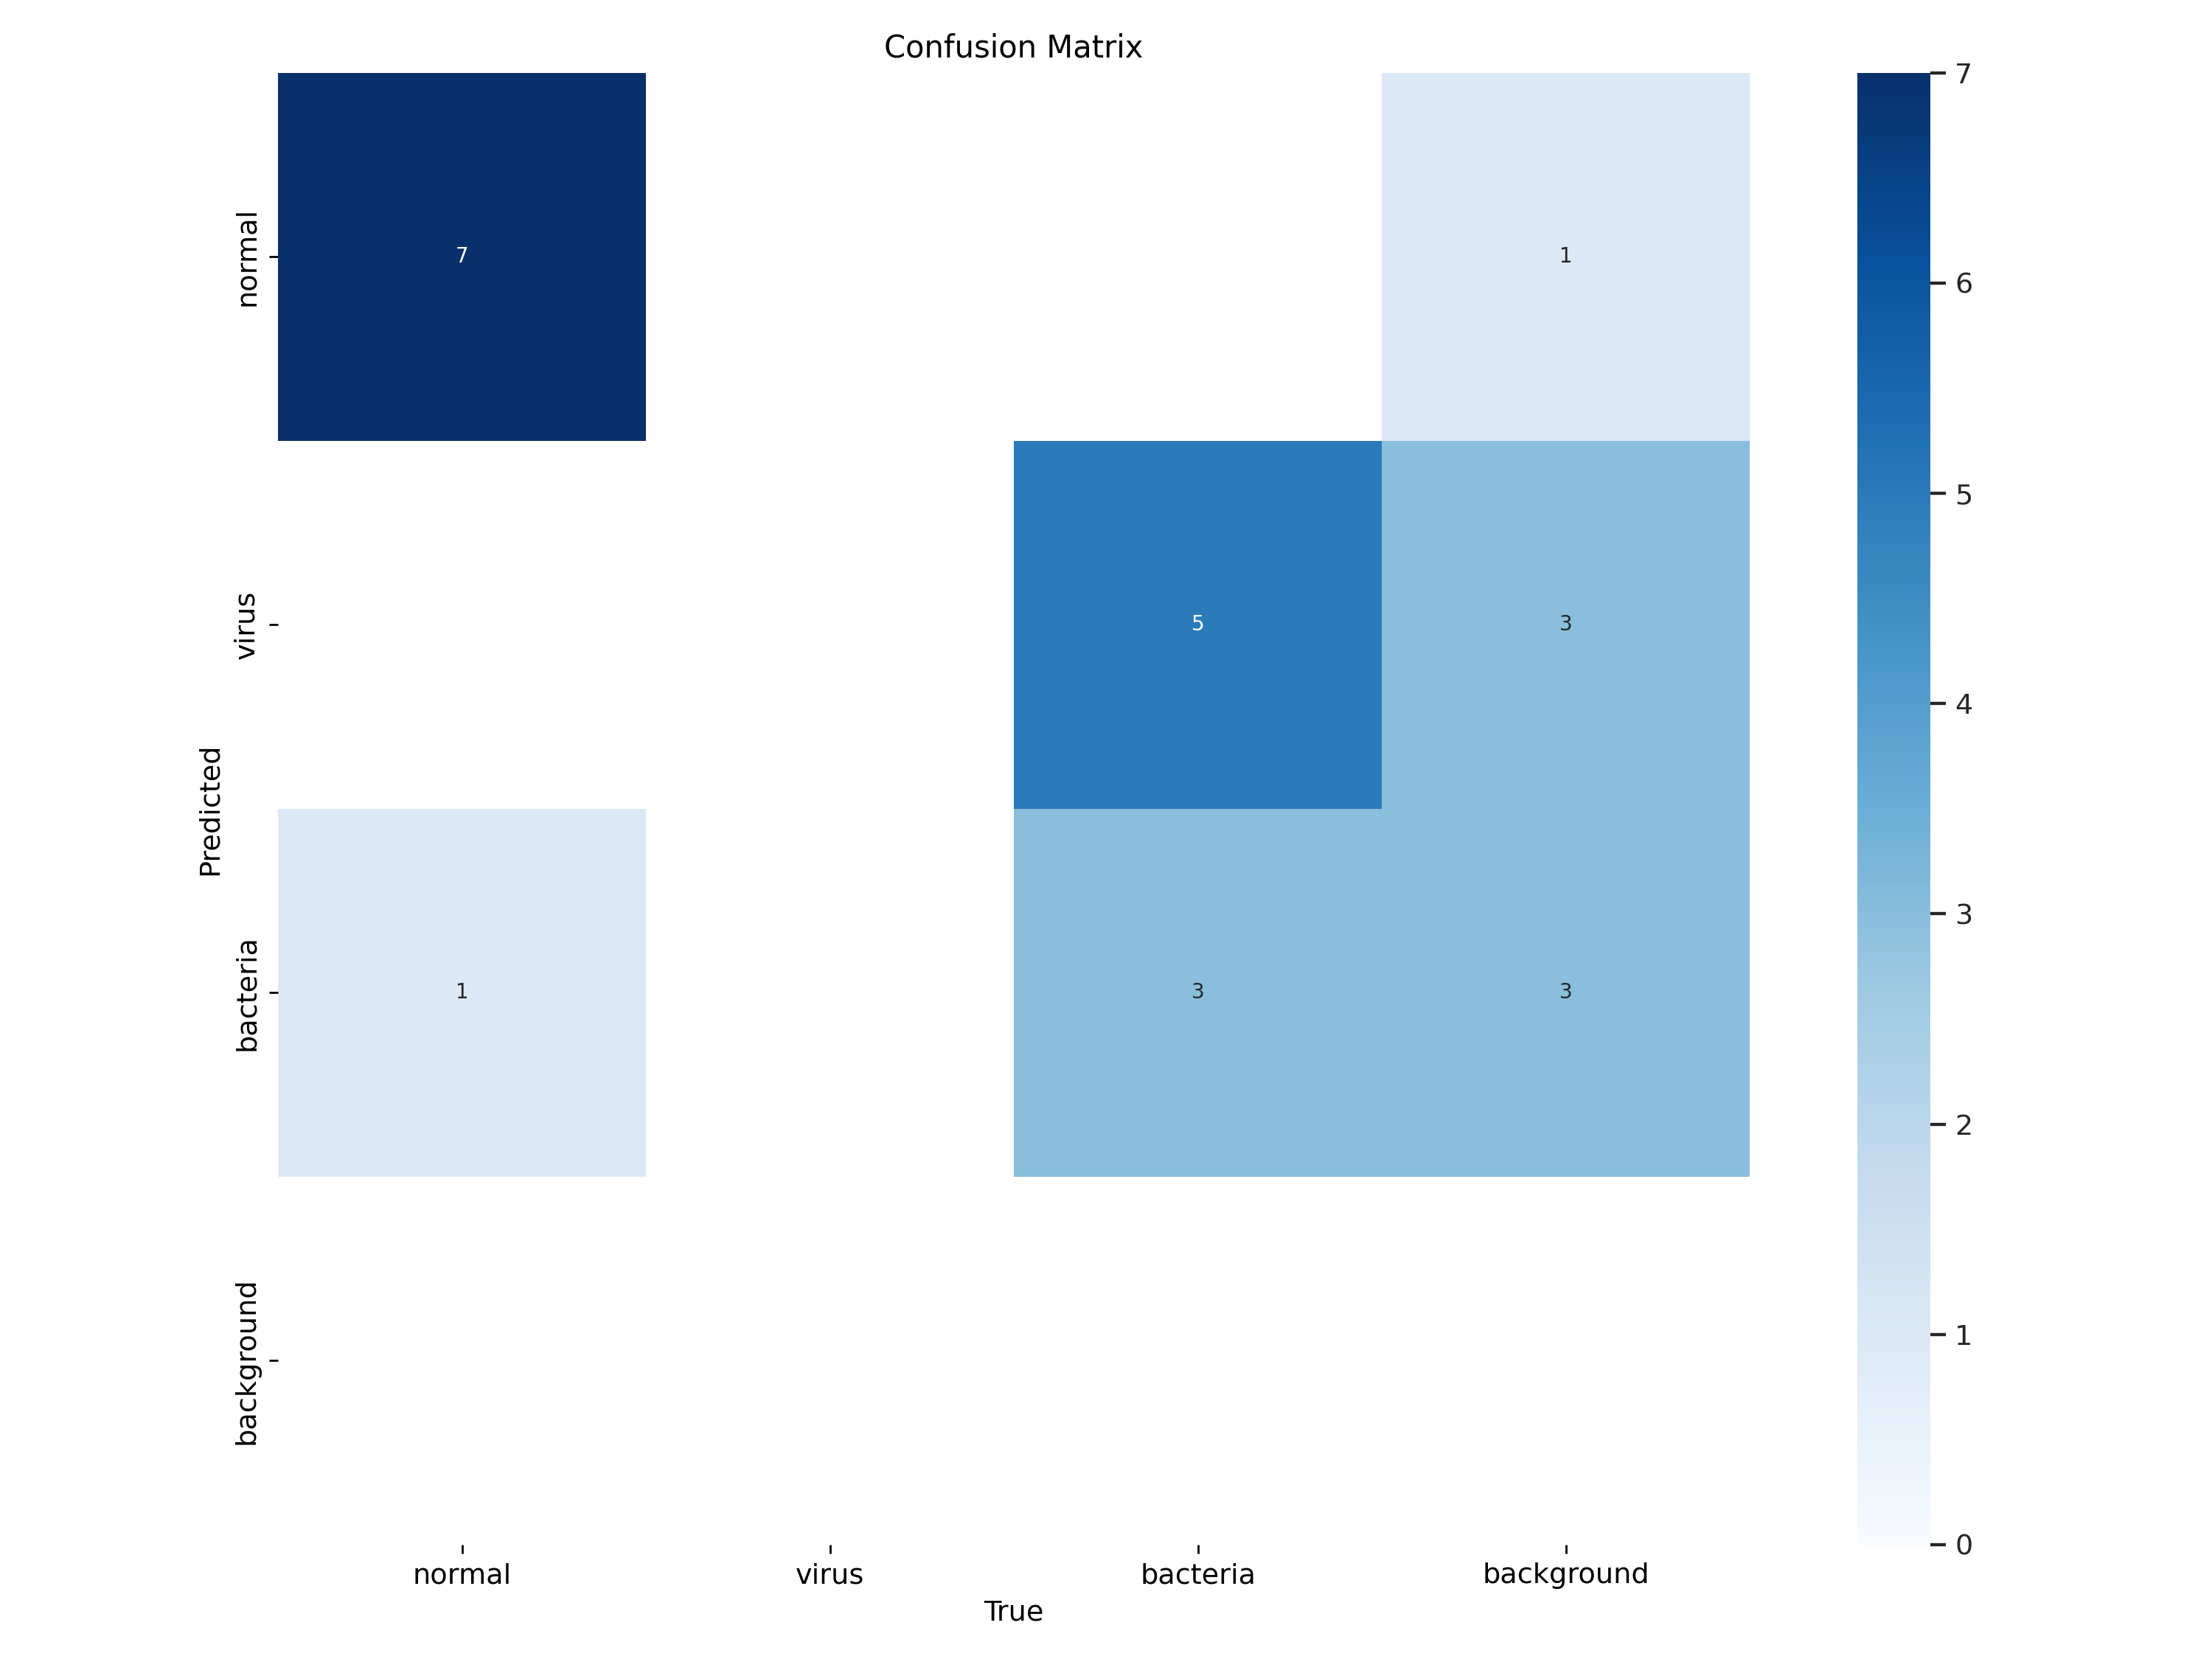 Confusion Matrix
normal
virus
bacteria
background
Predicted
7
1
5
3
1
3
3
normal
virus
bacteria
background
True
7
6
5
4
3
2
1
0